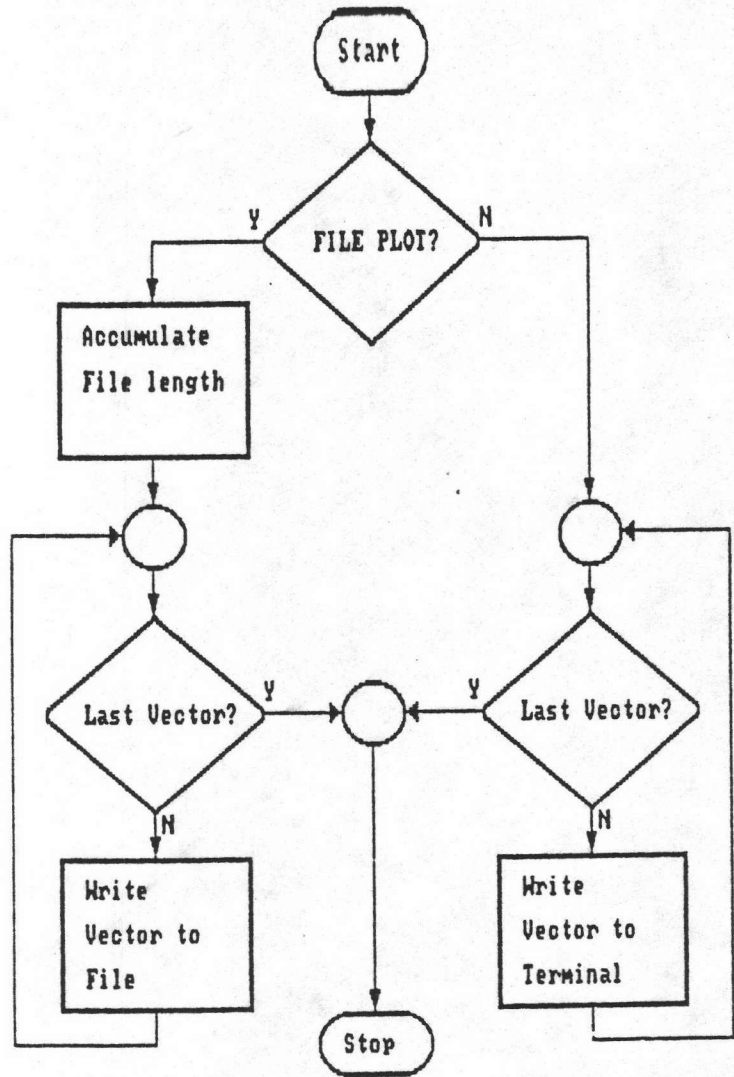 Start
FILE PLOT?
Y
N
Accumulate
File length
Last Vector?
Y
N
Write
Vector to
File
Last Vector?
Y
N
Write
Vector to
Terminal
Stop